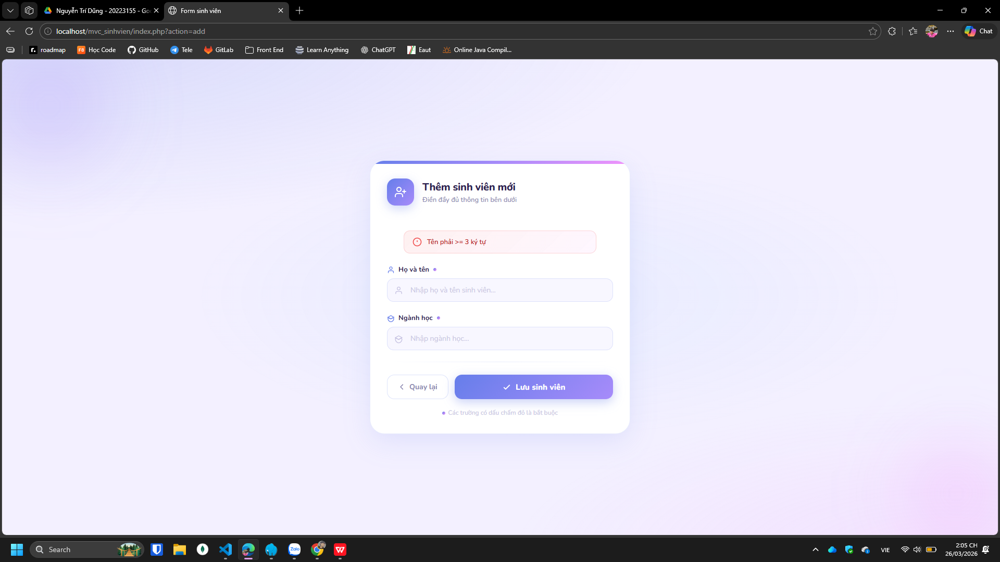 Nguyễn Trí Dũng - 20223155 - Goo
Form sinh viên
localhost/mvc_sinhvien/index.php?action=add
Chat
roadmap
F8 Học Code
GitHub
Tele
GitLab
Front End
Learn Anything
ChatGPT
Eaut
Online Java Compil...
Thêm sinh viên mới
Điền đầy đủ thông tin bên dưới
Tên phải >= 3 ký tự
Họ và tên
Nhập họ và tên sinh viên...
Ngành học
Nhập ngành học...
Quay lại
Lưu sinh viên
Các trường có dấu chấm đỏ là bắt buộc
Search
Zalo
VIE
2:05 CH
26/03/2026